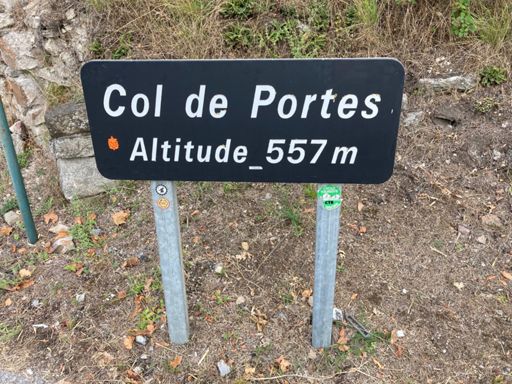 Col de Portes
Altitude_557m